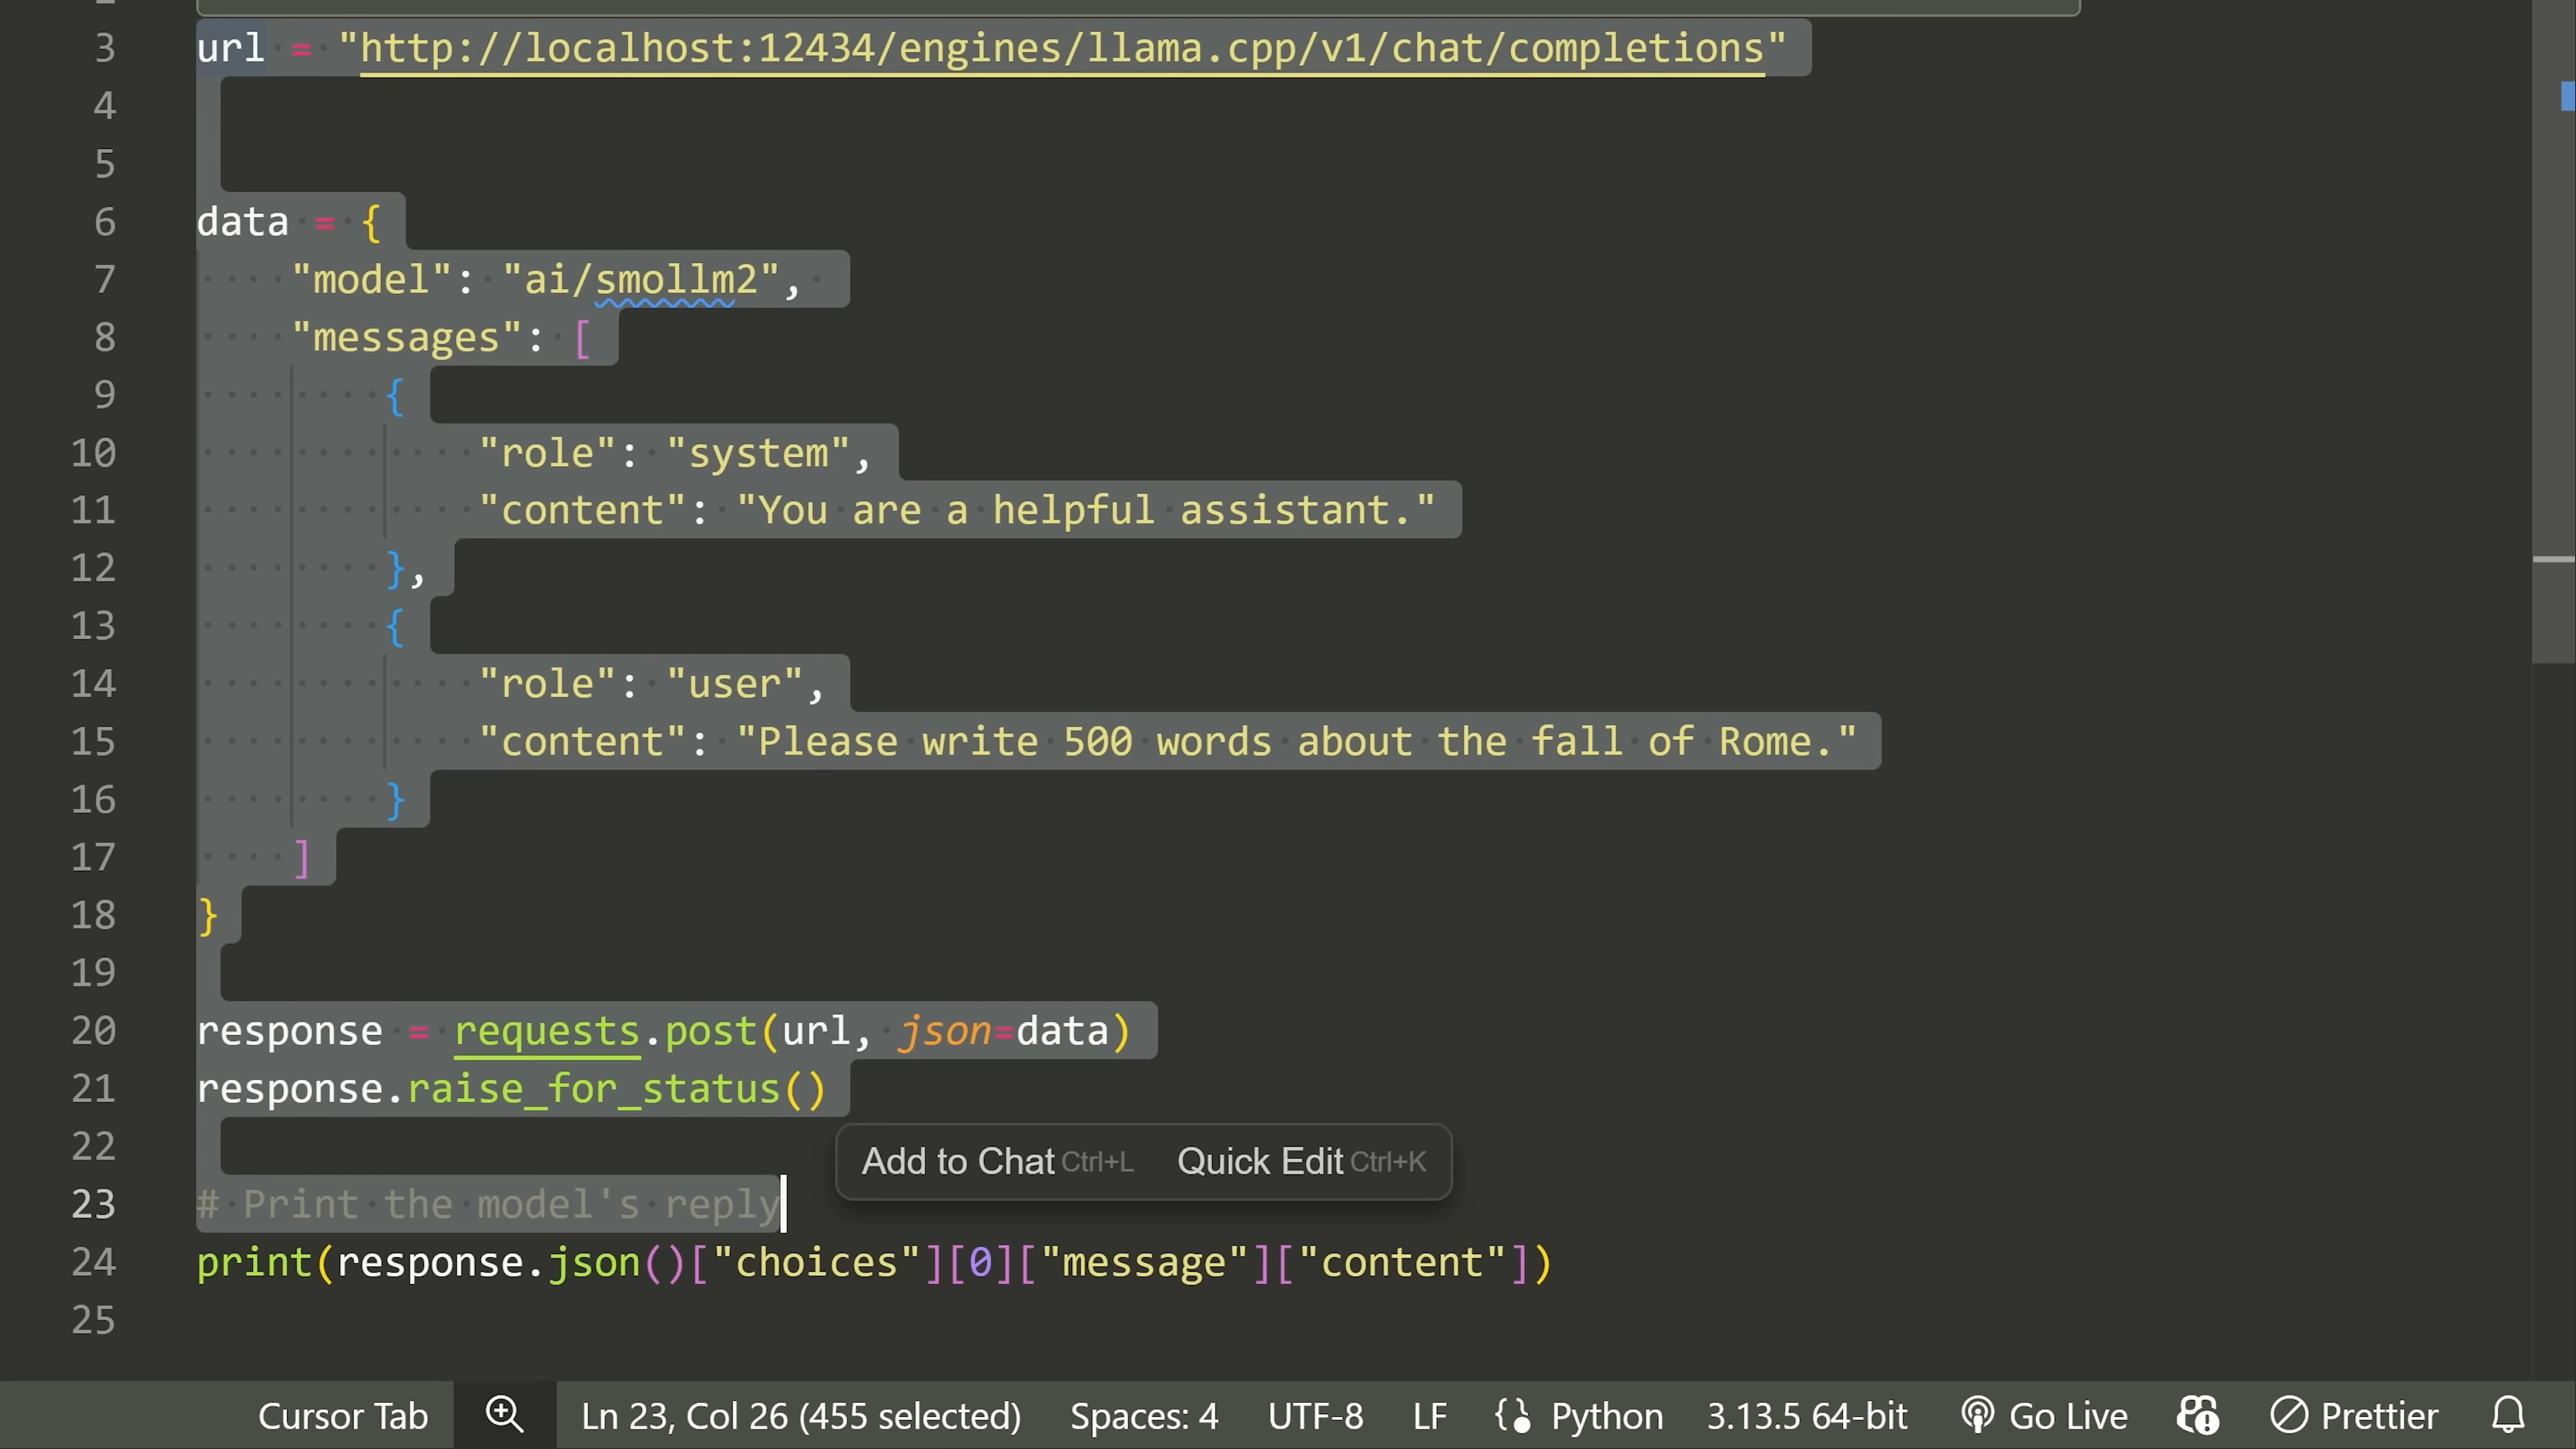 3 url = "http://localhost:12434/engines/llama.cpp/v1/chat/completions"
4
5
6 data = {
7     "model": "ai/smollm2",
8     "messages": [
9         {
10             "role": "system",
11             "content": "You are a helpful assistant."
12         },
13         {
14             "role": "user",
15             "content": "Please write 500 words about the fall of Rome."
16         }
17     ]
18 }
19
20 response = requests.post(url, json=data)
21 response.raise_for_status()
22
Add to Chat Ctrl+L Quick Edit Ctrl+K
23 # Print the model's reply
24 print(response.json()["choices"][0]["message"]["content"])
25
Cursor Tab Ln 23, Col 26 (455 selected) Spaces: 4 UTF-8 LF Python 3.13.5 64-bit Go Live Prettier